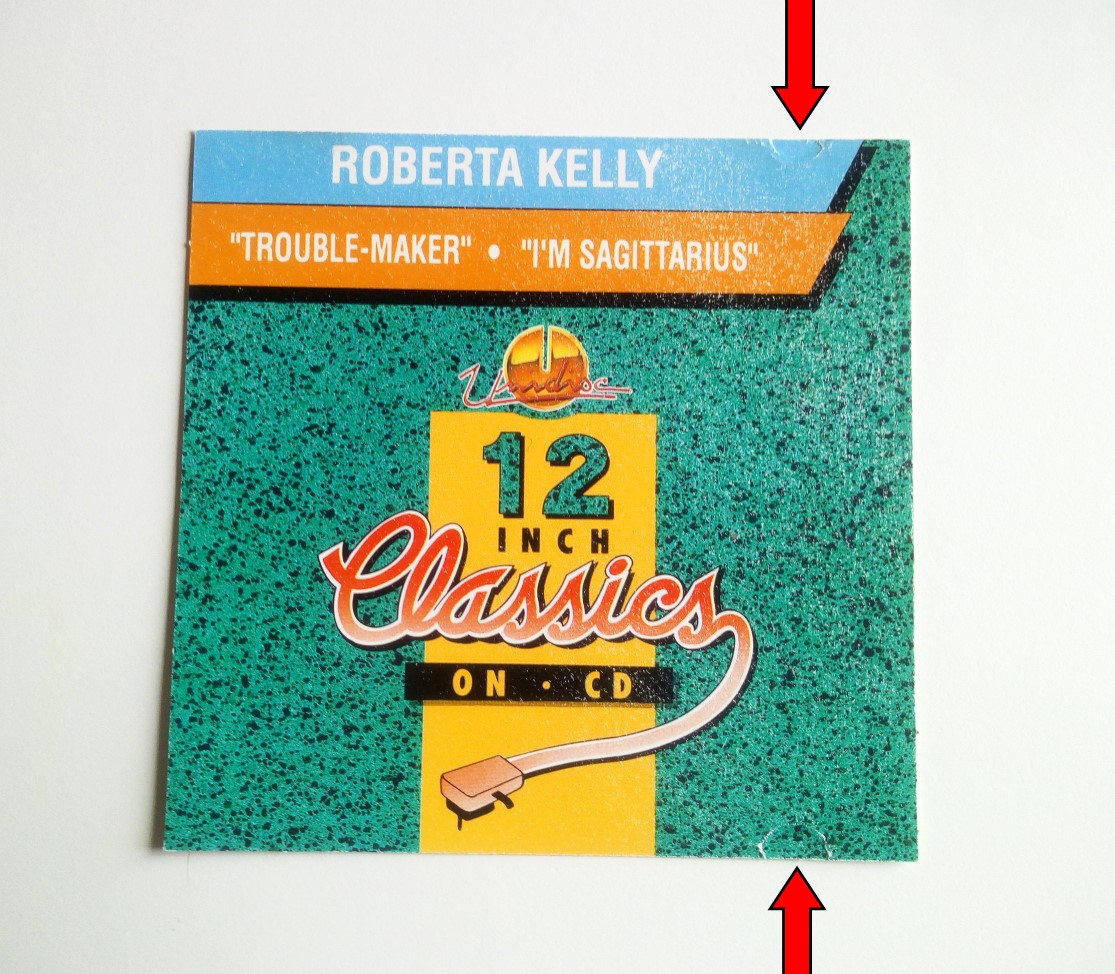 ROBERTA KELLY
"TROUBLE-MAKER" • "I'M SAGITTARIUS"
Unidisc
12
INCH
Classics
ON · CD